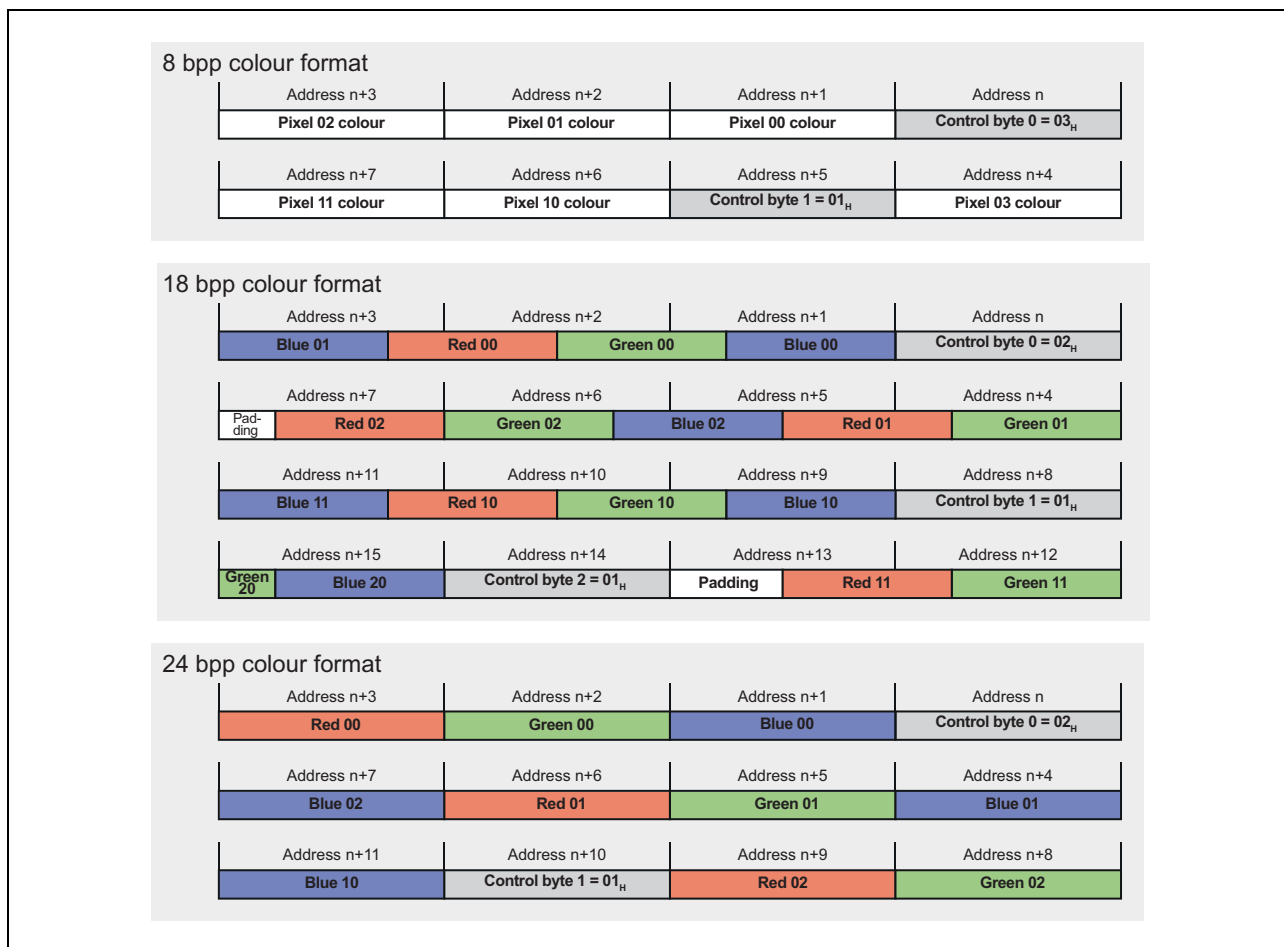 8 bpp colour format
Address n+3 Address n+2 Address n+1 Address n
Pixel 02 colour Pixel 01 colour Pixel 00 colour Control byte 0 = 03H
Address n+7 Address n+6 Address n+5 Address n+4
Pixel 11 colour Pixel 10 colour Control byte 1 = 01H Pixel 03 colour
18 bpp colour format
Address n+3 Address n+2 Address n+1 Address n
Blue 01 Red 00 Green 00 Blue 00 Control byte 0 = 02H
Address n+7 Address n+6 Address n+5 Address n+4
Pad-
ding Red 02 Green 02 Blue 02 Red 01 Green 01
Address n+11 Address n+10 Address n+9 Address n+8
Blue 11 Red 10 Green 10 Blue 10 Control byte 1 = 01H
Address n+15 Address n+14 Address n+13 Address n+12
Green
20 Blue 20 Control byte 2 = 01H Padding Red 11 Green 11
24 bpp colour format
Address n+3 Address n+2 Address n+1 Address n
Red 00 Green 00 Blue 00 Control byte 0 = 02H
Address n+7 Address n+6 Address n+5 Address n+4
Blue 02 Red 01 Green 01 Blue 01
Address n+11 Address n+10 Address n+9 Address n+8
Blue 10 Control byte 1 = 01H Red 02 Green 02